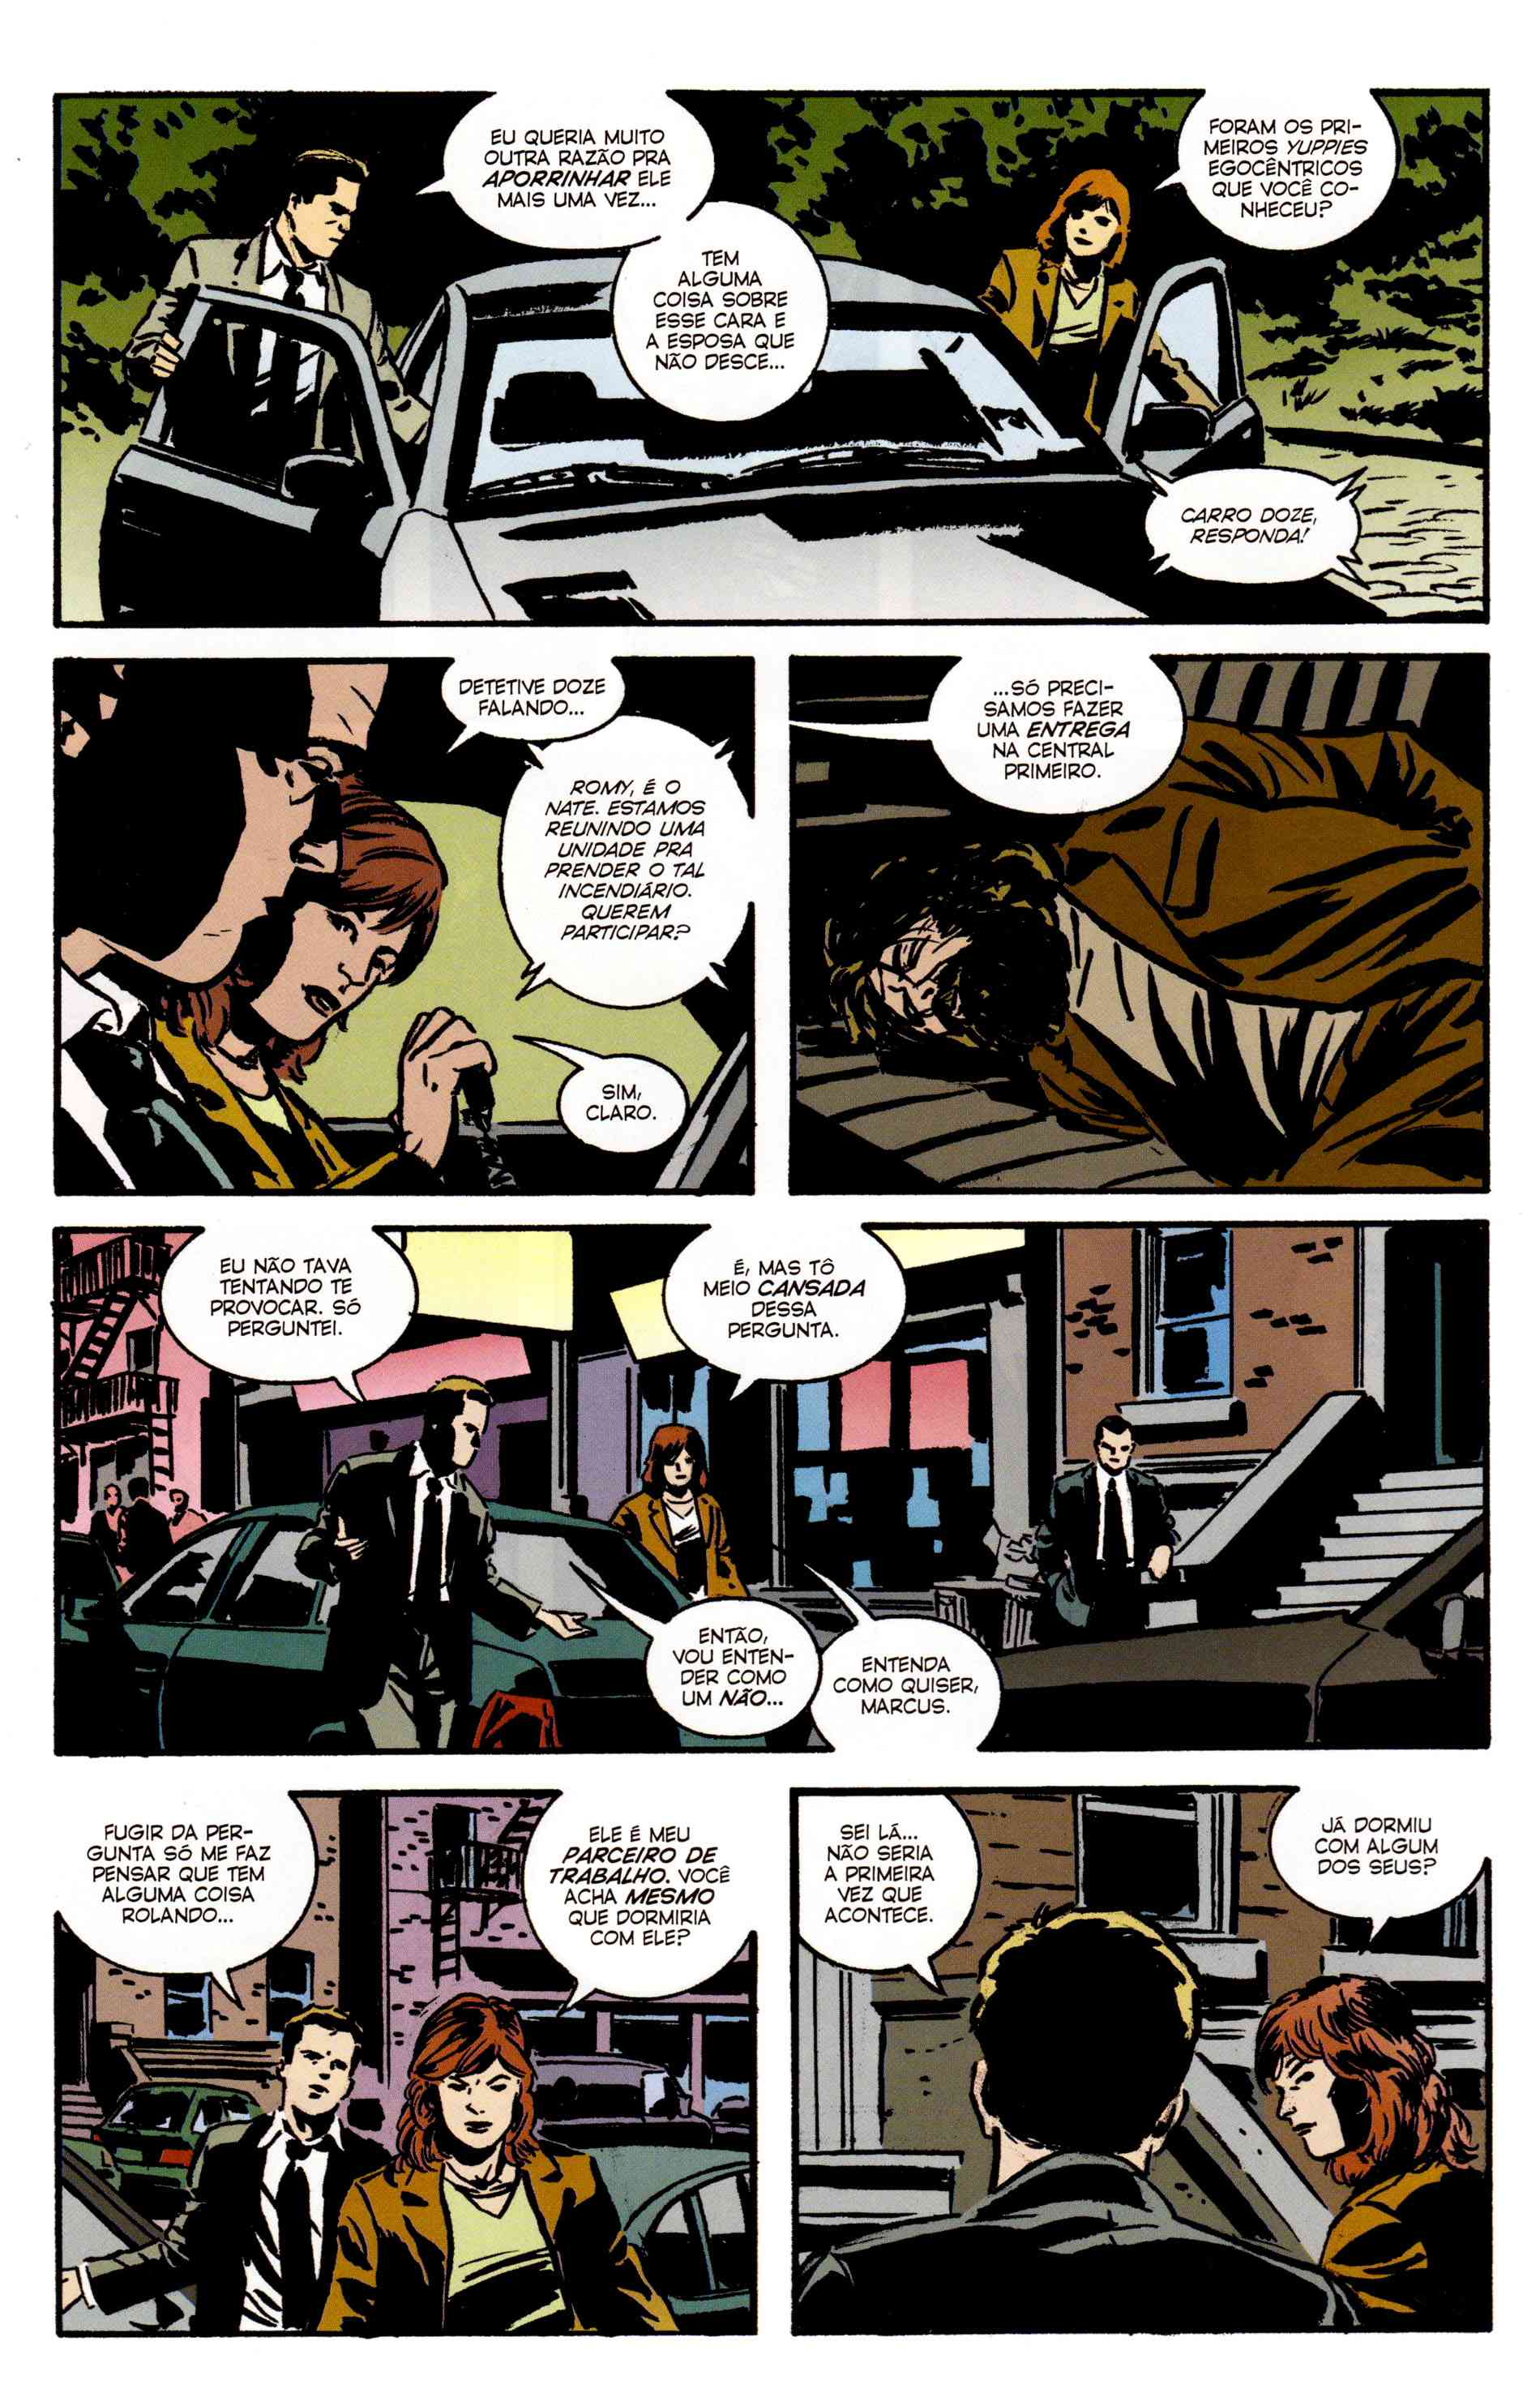 EU QUERIA MUITO
OUTRA RAZÃO PRA
APORRINHAR ELE
MAIS UMA VEZ...
TEM
ALGUMA
COISA SOBRE
ESSE CARA E
A ESPOSA QUE
NÃO DESCE...
FORAM OS PRI-
MEIROS YUPPIES
EGOCÊNTRICOS
QUE VOCÊ CO-
NHECEU?
CARRO DOZE,
RESPONDA!
DETETIVE DOZE
FALANDO...
ROMY, É O
NATE. ESTAMOS
REUNINDO UMA
UNIDADE PRA
PRENDER O TAL
INCENDIÁRIO.
QUEREM
PARTICIPAR?
SIM,
CLARO.
...SÓ PRECI-
SAMOS FAZER
UMA ENTREGA
NA CENTRAL
PRIMEIRO.
EU NÃO TAVA
TENTANDO TE
PROVOCAR. SÓ
PERGUNTEI.
É, MAS TÔ
MEIO CANSADA
DESSA
PERGUNTA.
ENTÃO,
VOU ENTEN-
DER COMO
UM NÃO...
ENTENDA
COMO QUISER,
MARCUS.
FUGIR DA PER-
GUNTA SÓ ME FAZ
PENSAR QUE TEM
ALGUMA COISA
ROLANDO...
ELE É MEU
PARCEIRO DE
TRABALHO. VOCÊ
ACHA MESMO
QUE DORMIRIA
COM ELE?
SEI LÁ...
NÃO SERIA
A PRIMEIRA
VEZ QUE
ACONTECE.
JÁ DORMIU
COM ALGUM
DOS SEUS?